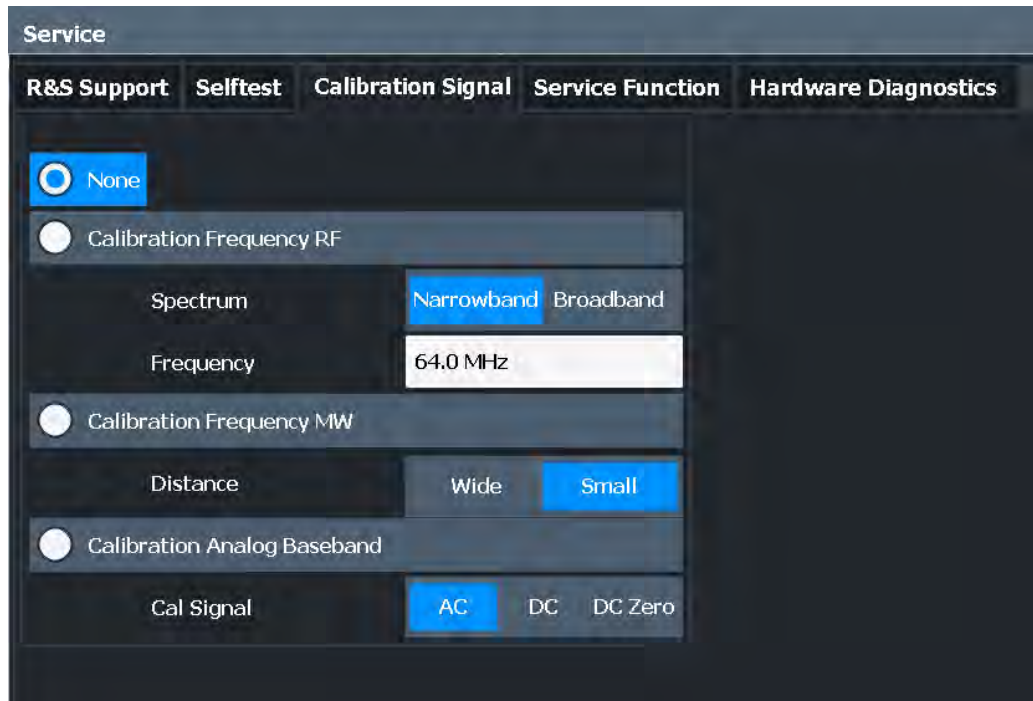 Service
R&S Support Selftest Calibration Signal Service Function Hardware Diagnostics
None
Calibration Frequency RF
Spectrum Narrowband Broadband
Frequency 64.0 MHz
Calibration Frequency MW
Distance Wide Small
Calibration Analog Baseband
Cal Signal AC DC DC Zero